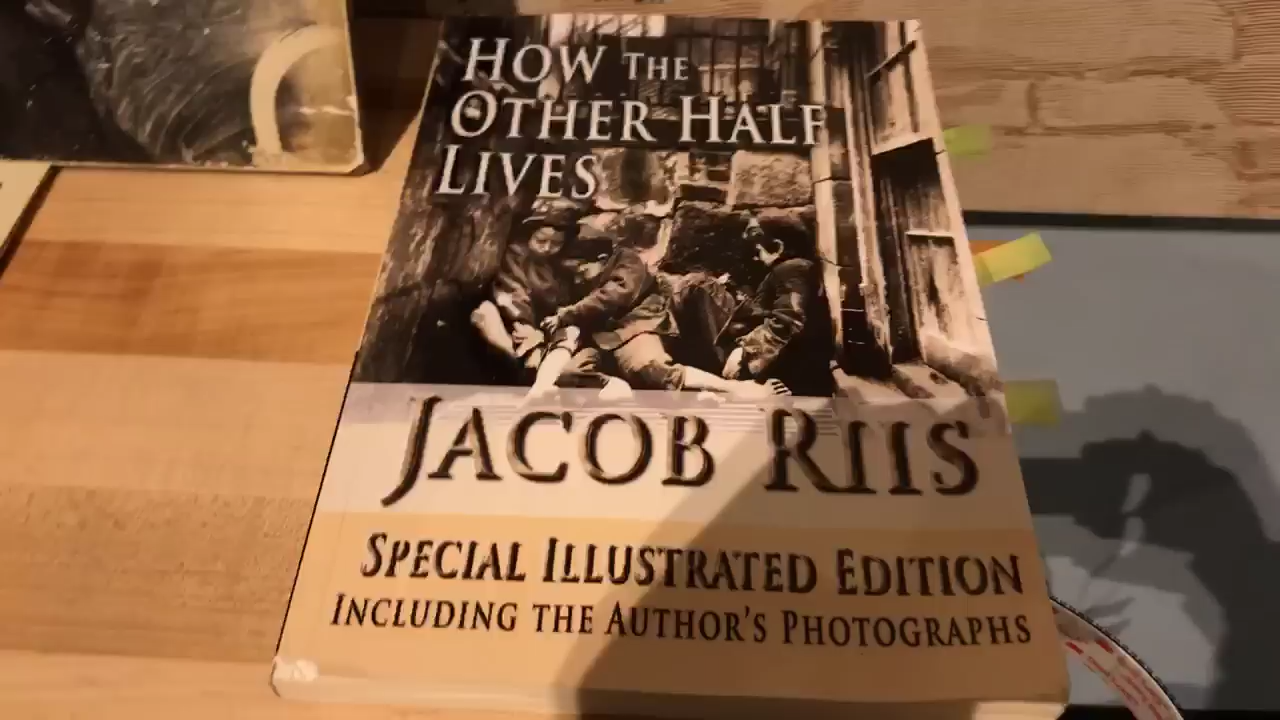 HOW THE
OTHER HALF
LIVES
JACOB RIIS
SPECIAL ILLUSTRATED EDITION
INCLUDING THE AUTHOR'S PHOTOGRAPHS